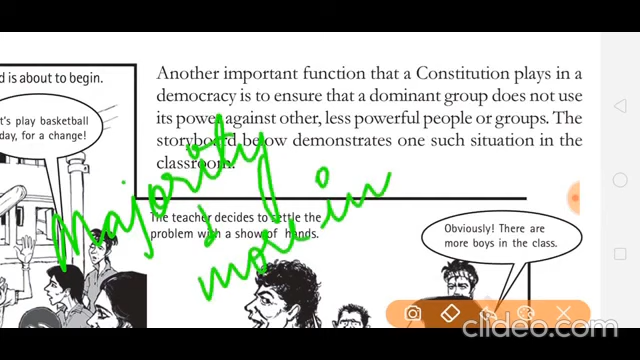 d is about to begin.
t's play basketball
day, for a change!
Another important function that a Constitution plays in a
democracy is to ensure that a dominant group does not use
its power against other, less powerful people or groups. The
storyboard below demonstrates one such situation in the
classroom.
Majority
more in
The teacher decides to settle the
problem with a show of hands.
Obviously! There are
more boys in the class.
clideo.com